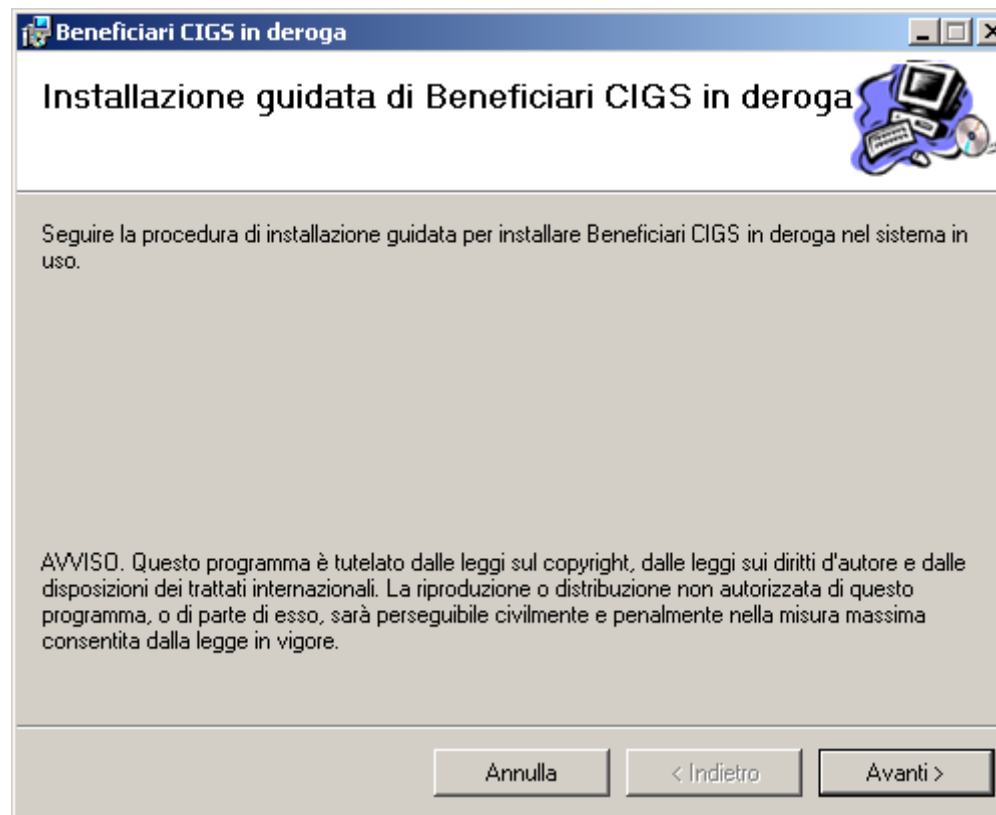 Beneficiari CIGS in deroga
Installazione guidata di Beneficiari CIGS in deroga
Seguire la procedura di installazione guidata per installare Beneficiari CIGS in deroga nel sistema in
uso.
AVVISO. Questo programma è tutelato dalle leggi sul copyright, dalle leggi sui diritti d'autore e dalle
disposizioni dei trattati internazionali. La riproduzione o distribuzione non autorizzata di questo
programma, o di parte di esso, sarà perseguibile civilmente e penalmente nella misura massima
consentita dalla legge in vigore.
Annulla < Indietro Avanti >